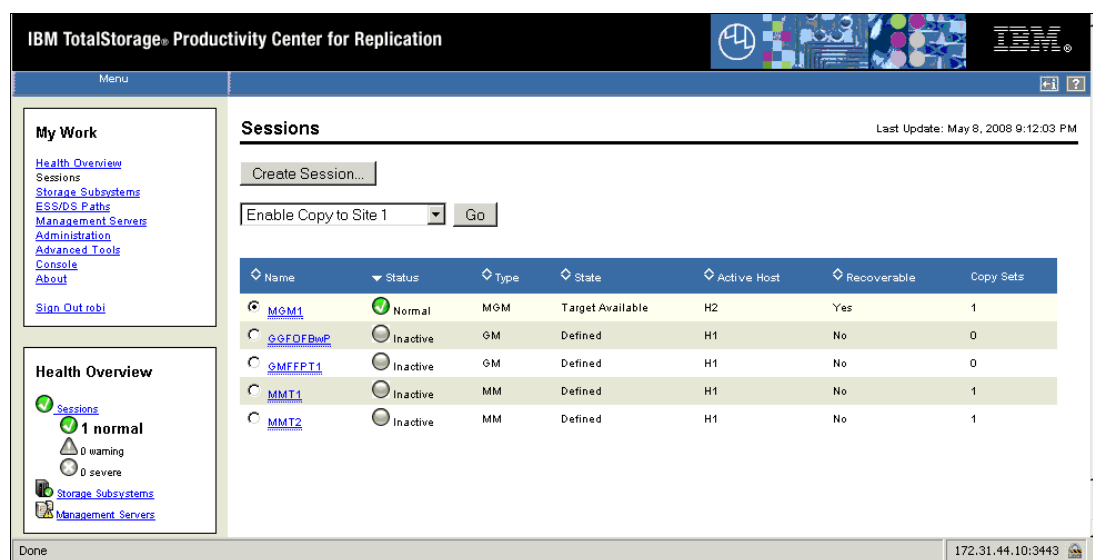 IBM TotalStorage® Productivity Center for Replication
IBM®
Menu
?
My Work
Health Overview
Sessions
Storage Subsystems
ESS/DS Paths
Management Servers
Administration
Advanced Tools
Console
About
Sign Out robi
Health Overview
Sessions
1 normal
0 warning
0 severe
Storage Subsystems
Management Servers
Sessions
Last Update: May 8, 2008 9:12:03 PM
Create Session...
Enable Copy to Site 1 Go
Name Status Type State Active Host Recoverable Copy Sets
MGM1 Normal MGM Target Available H2 Yes 1
GGFOFBwP Inactive GM Defined H1 No 0
GMFFPT1 Inactive GM Defined H1 No 0
MMT1 Inactive MM Defined H1 No 1
MMT2 Inactive MM Defined H1 No 1
Done 172.31.44.10:3443